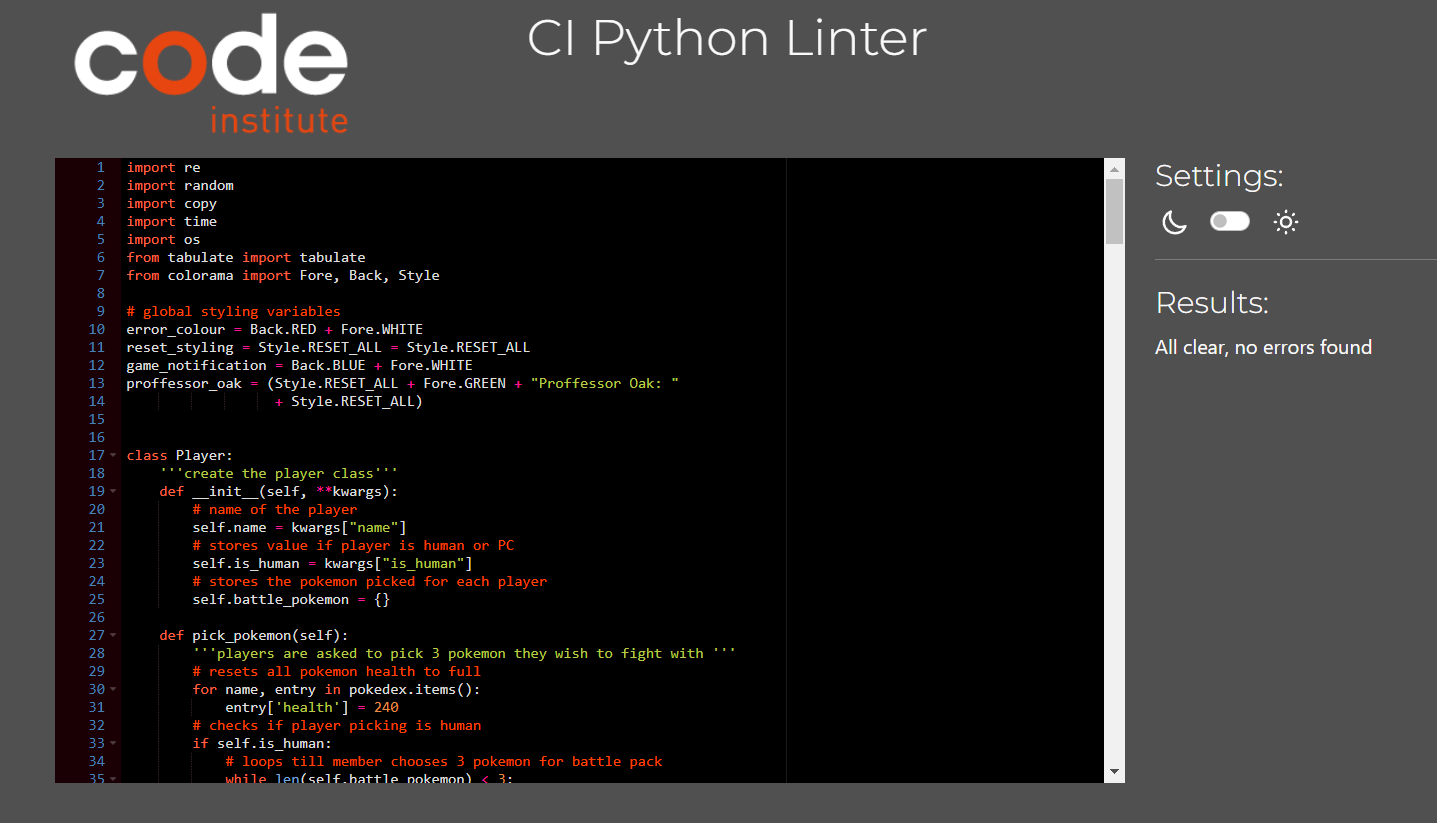 code
institute
CI Python Linter
1 import re
2 import random
3 import copy
4 import time
5 import os
6 from tabulate import tabulate
7 from colorama import Fore, Back, Style
8
9 # global styling variables
10 error_colour = Back.RED + Fore.WHITE
11 reset_styling = Style.RESET_ALL = Style.RESET_ALL
12 game_notification = Back.BLUE + Fore.WHITE
13 proffessor_oak = (Style.RESET_ALL + Fore.GREEN + "Proffessor Oak: "
14                   + Style.RESET_ALL)
15
16
17 class Player:
18     '''create the player class'''
19     def __init__(self, **kwargs):
20         # name of the player
21         self.name = kwargs["name"]
22         # stores value if player is human or PC
23         self.is_human = kwargs["is_human"]
24         # stores the pokemon picked for each player
25         self.battle_pokemon = {}
26
27     def pick_pokemon(self):
28         '''players are asked to pick 3 pokemon they wish to fight with '''
29         # resets all pokemon health to full
30         for name, entry in pokedex.items():
31             entry['health'] = 240
32         # checks if player picking is human
33         if self.is_human:
34             # loops till member chooses 3 pokemon for battle pack
35             while len(self.battle_pokemon) < 3:
Settings:
Results:
All clear, no errors found